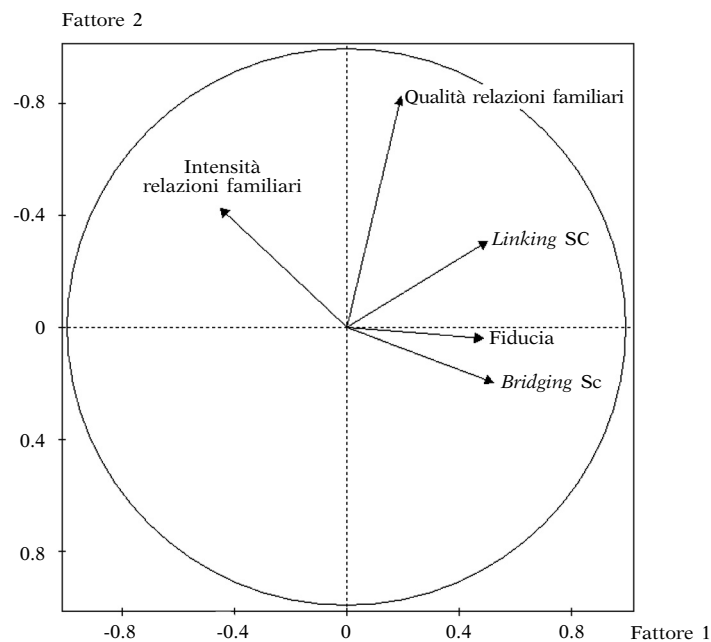 Fattore 2
-0.8
Qualità relazioni familiari
Intensità
relazioni familiari
-0.4
Linking SC
0
Fiducia
Bridging Sc
0.4
0.8
-0.8
-0.4
0
0.4
0.8
Fattore 1